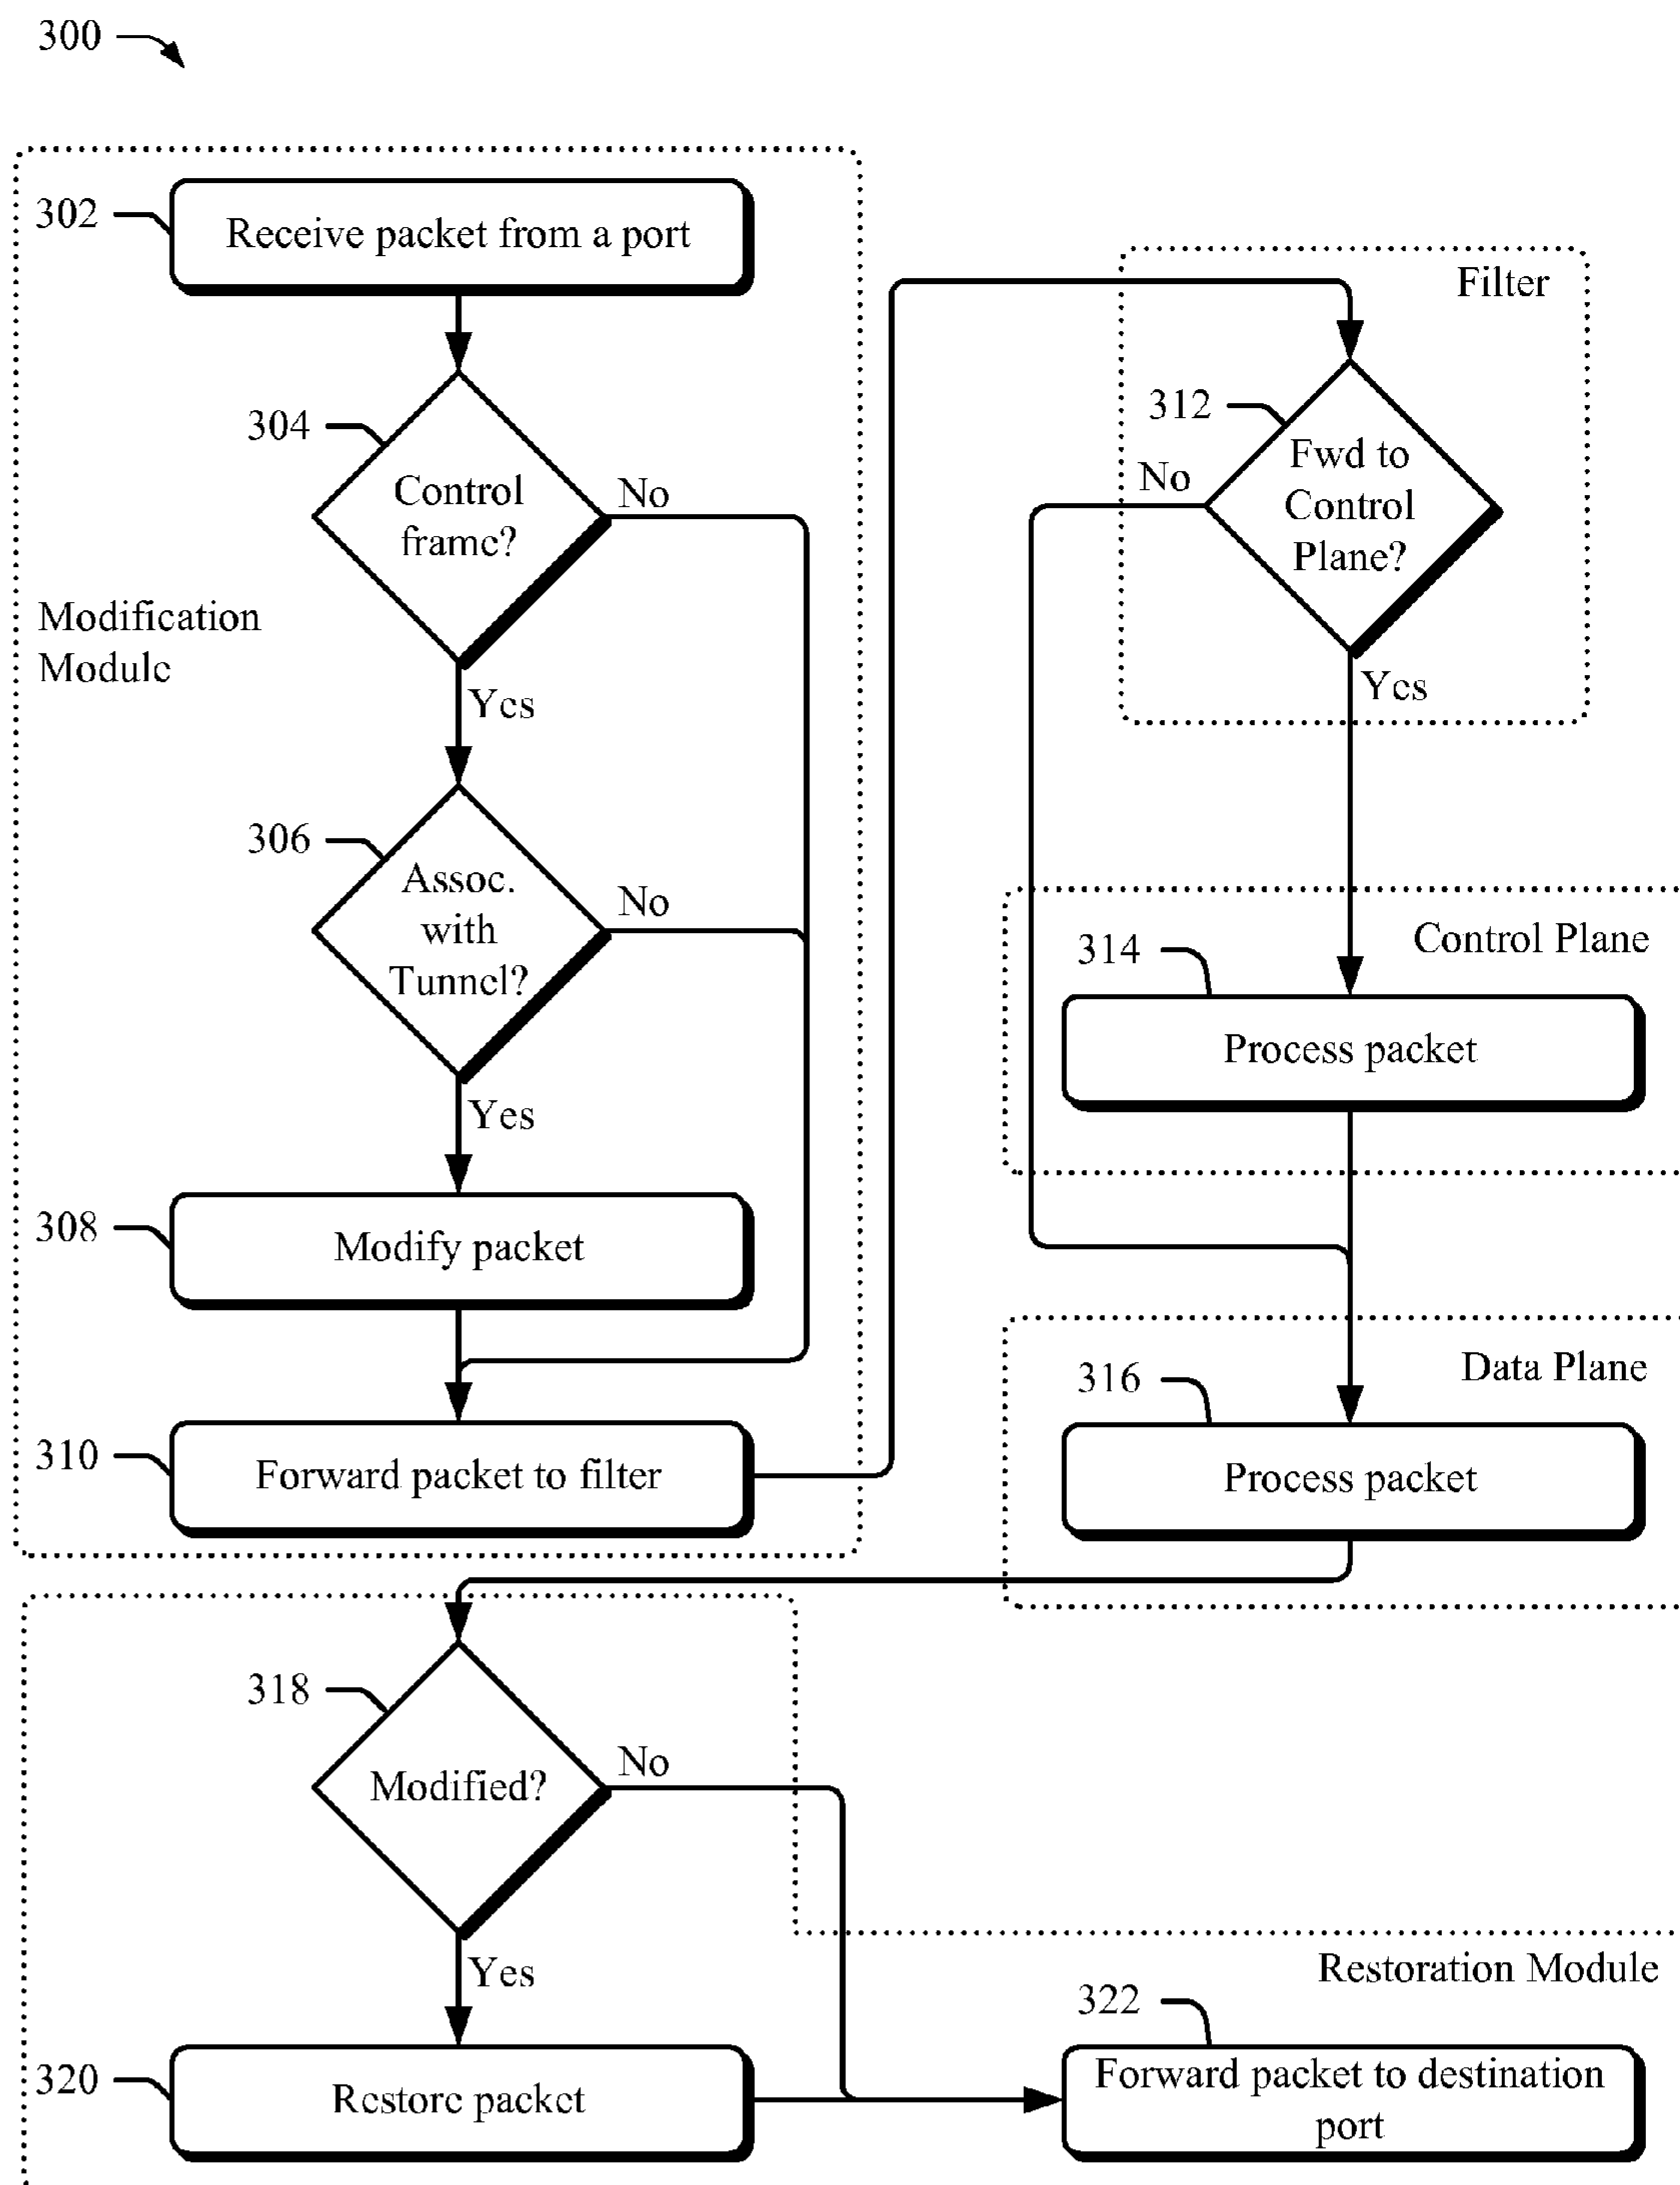 300
302
Receive packet from a port
304
Control
frame?
No
Modification
Module
Yes
306
Assoc.
with
Tunnel?
No
Yes
308
Modify packet
310
Forward packet to filter
Filter
312
Fwd to
Control
Plane?
No
Yes
Control Plane
314
Process packet
Data Plane
316
Process packet
318
Modified?
No
Yes
320
Restore packet
Restoration Module
322
Forward packet to destination
port